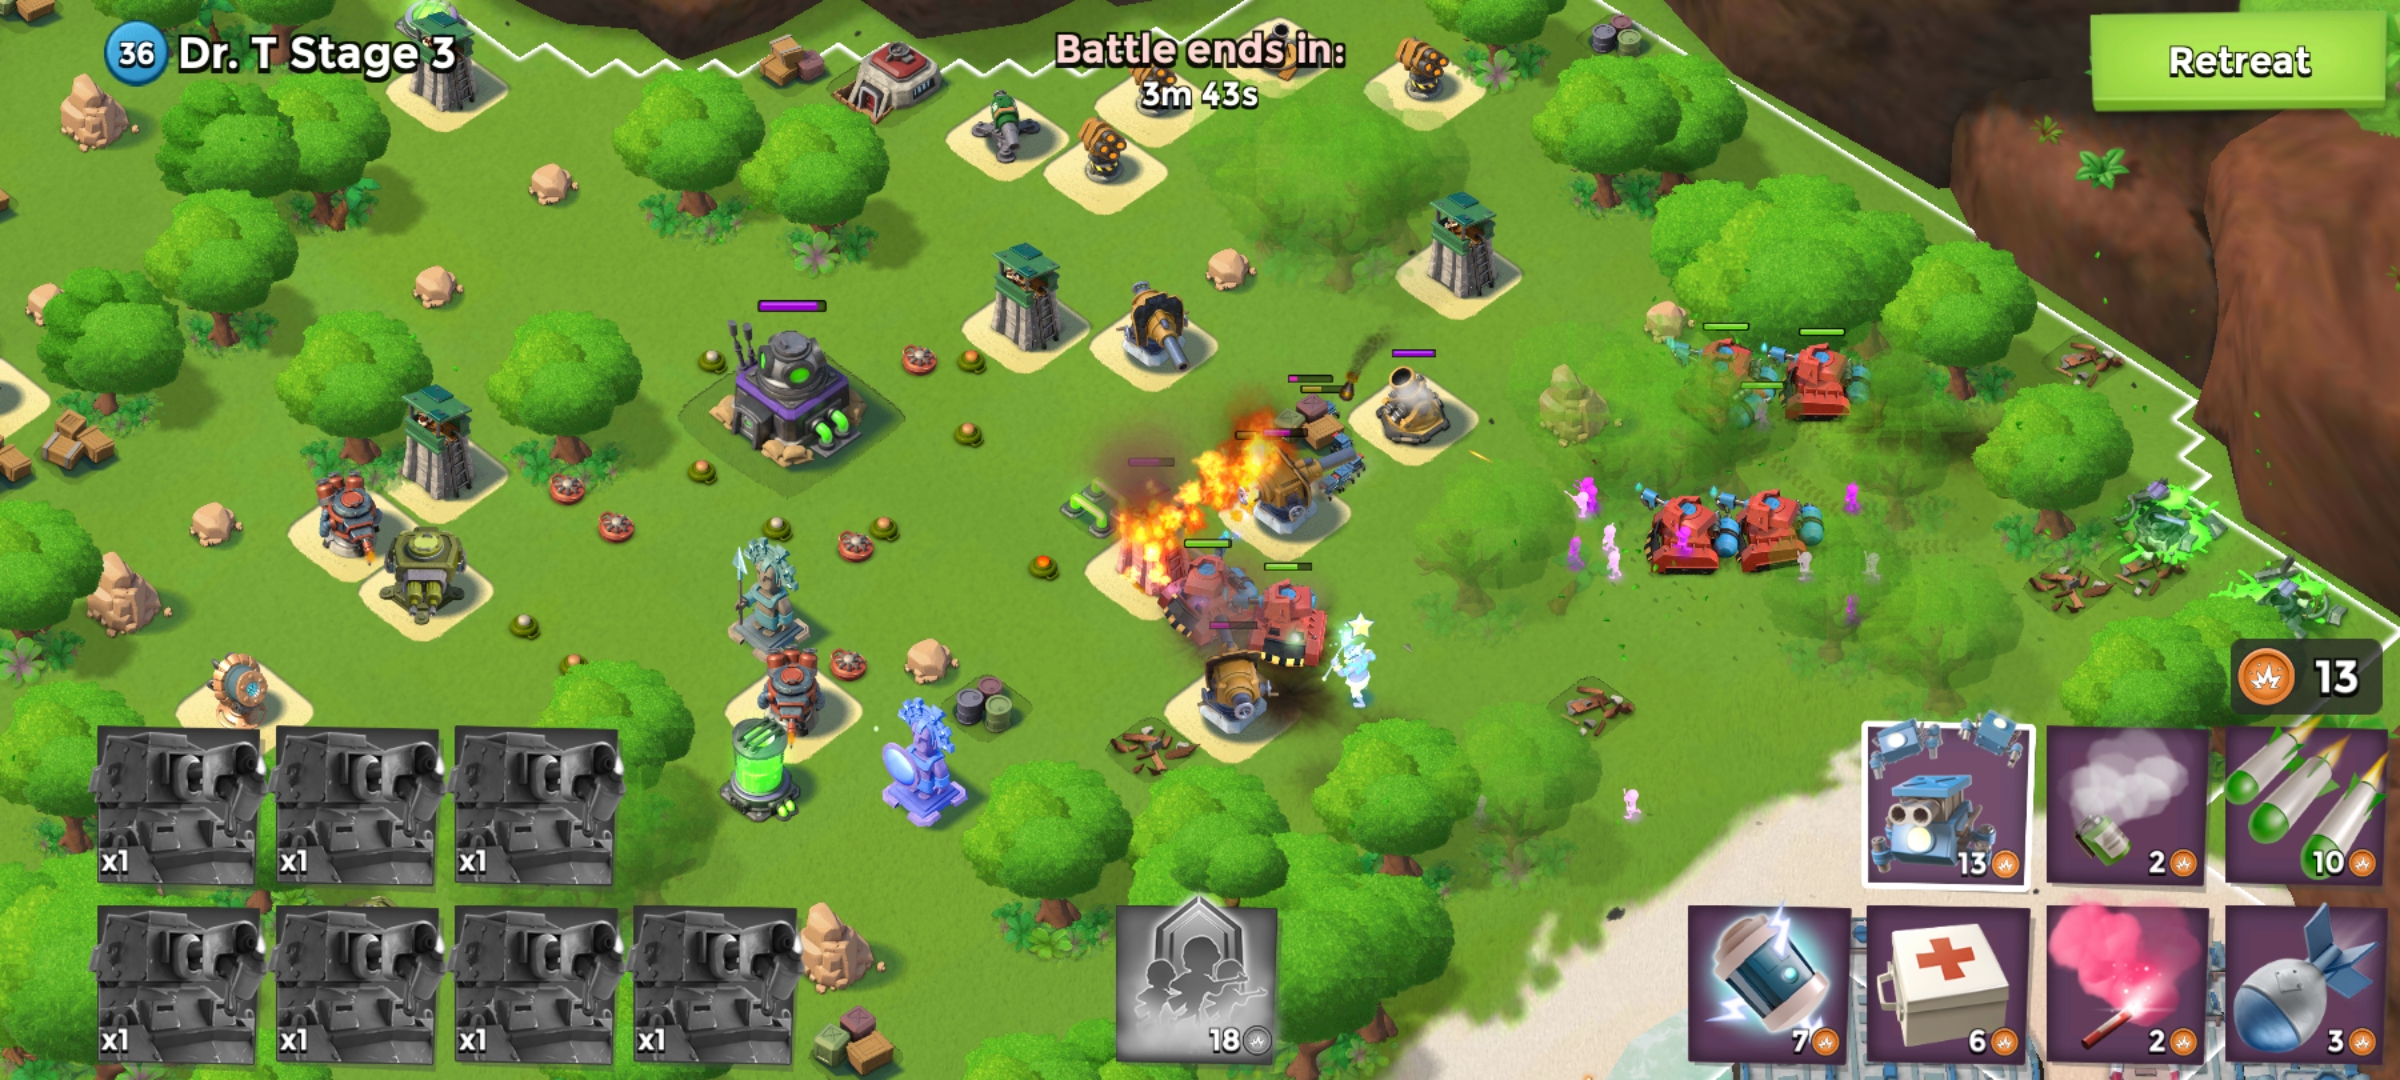 36 Dr. T Stage 3
Battle ends in:
3m 43s
Retreat
13
x1 x1 x1
13 2 10
x1 x1 x1 x1
18
7 6 2 3